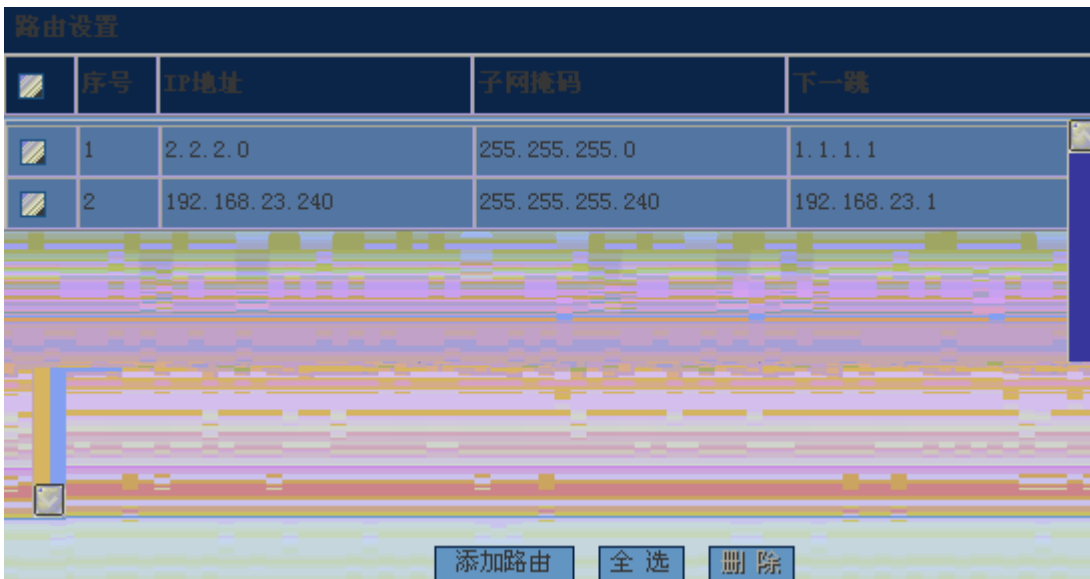 路由设置
序号 IP地址 子网掩码 下一跳
1 2.2.2.0 255.255.255.0 1.1.1.1
2 192.168.23.240 255.255.255.240 192.168.23.1
添加路由 全 选 删 除